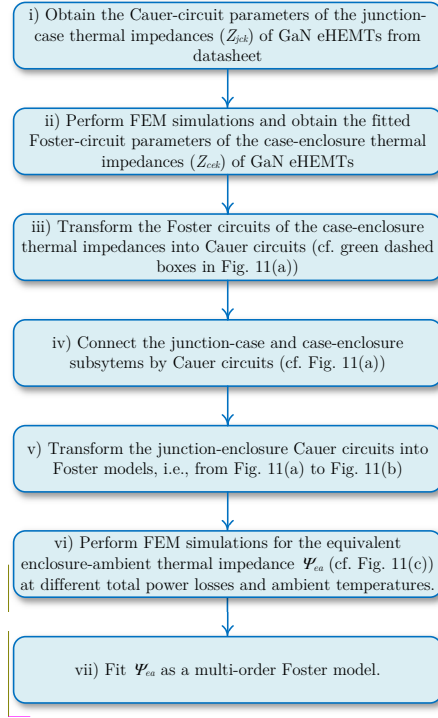 i) Obtain the Cauer-circuit parameters of the junction-
case thermal impedances (Zjck) of GaN eHEMTs from
datasheet
ii) Perform FEM simulations and obtain the fitted
Foster-circuit parameters of the case-enclosure thermal
impedances (Zcek) of GaN eHEMTs
iii) Transform the Foster circuits of the case-enclosure
thermal impedances into Cauer circuits (cf. green dashed
boxes in Fig. 11(a))
iv) Connect the junction-case and case-enclosure
subsytems by Cauer circuits (cf. Fig. 11(a))
v) Transform the junction-enclosure Cauer circuits into
Foster models, i.e., from Fig. 11(a) to Fig. 11(b)
vi) Perform FEM simulations for the equivalent
enclosure-ambient thermal impedance Ψea (cf. Fig. 11(c))
at different total power losses and ambient temperatures.
vii) Fit Ψea as a multi-order Foster model.